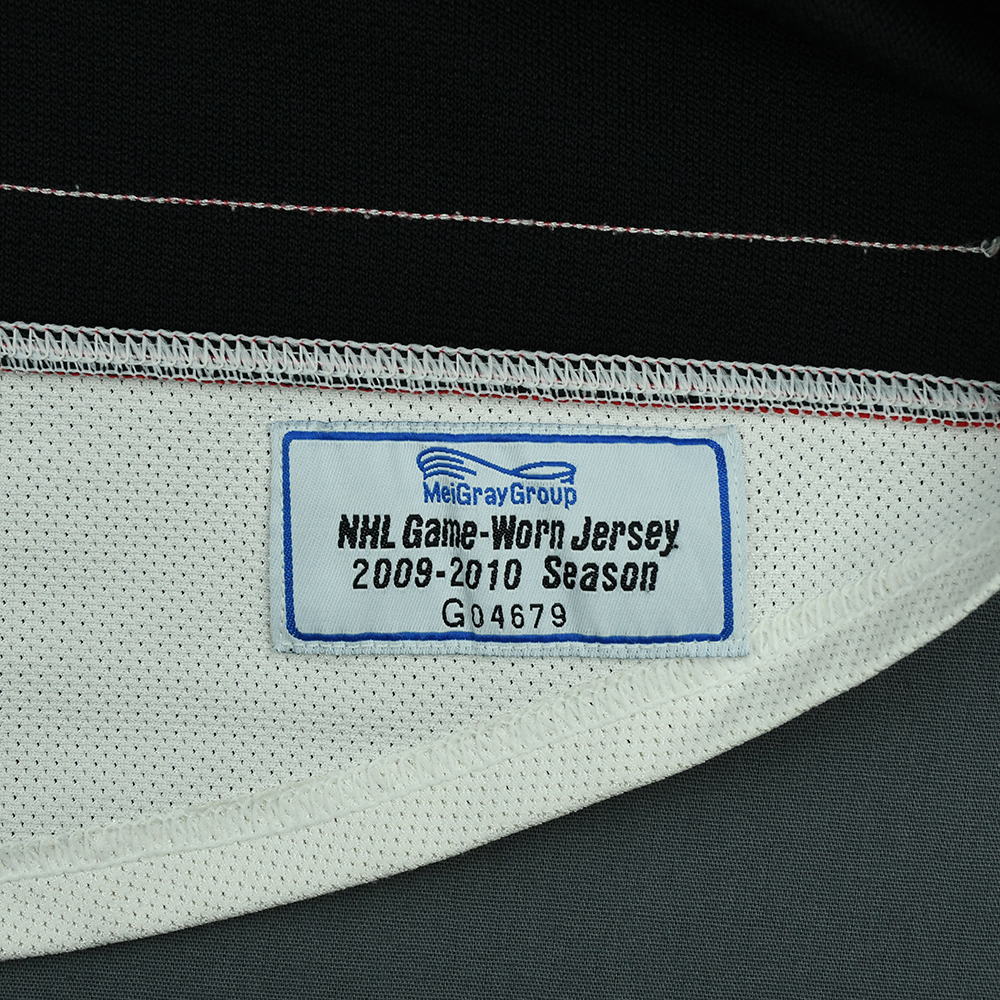 MeiGrayGroup
NHL Game-Worn Jersey
2009-2010 Season
G04679